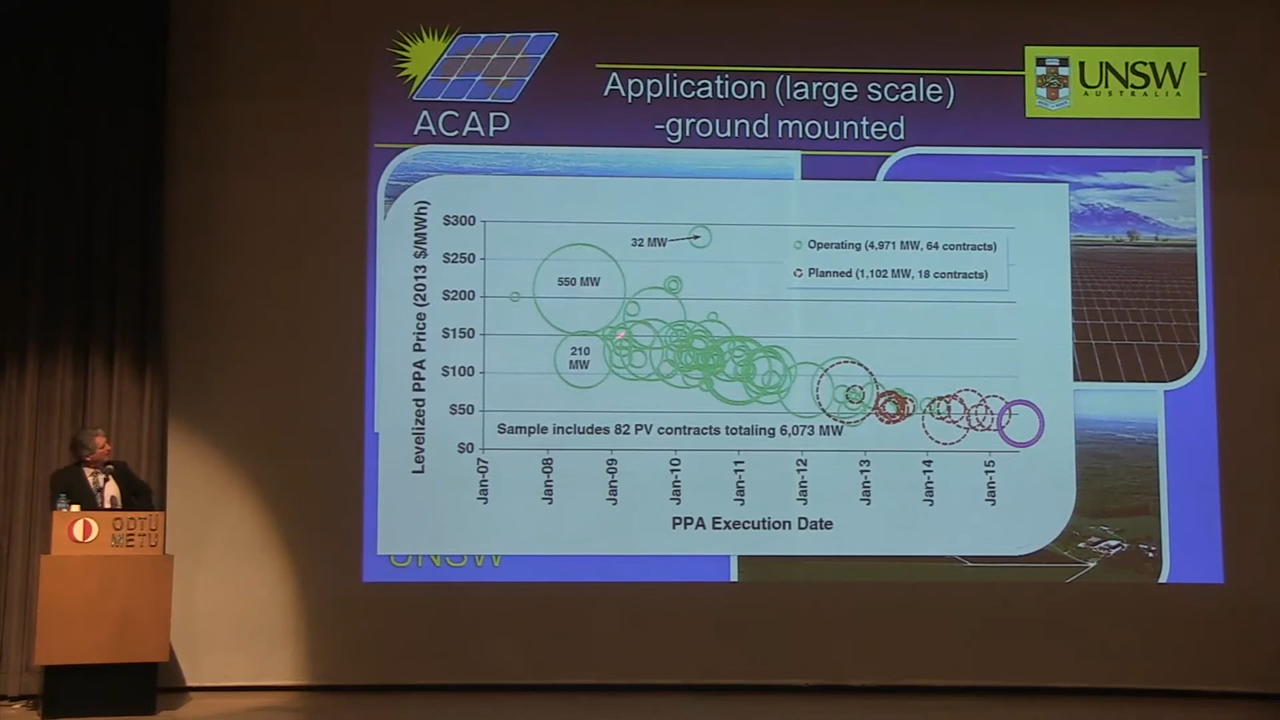 ACAP
Application (large scale)
-ground mounted
UNSW
AUSTRALIA
Levelized PPA Price (2013 $/MWh)
$300
$250
$200
$150
$100
$50
$0
32 MW
550 MW
210
MW
Operating (4,971 MW, 64 contracts)
Planned (1,102 MW, 18 contracts)
Sample includes 82 PV contracts totaling 6,073 MW
Jan-07
Jan-08
Jan-09
Jan-10
Jan-11
Jan-12
Jan-13
Jan-14
Jan-15
PPA Execution Date
UNSW
ODTÜ
METU